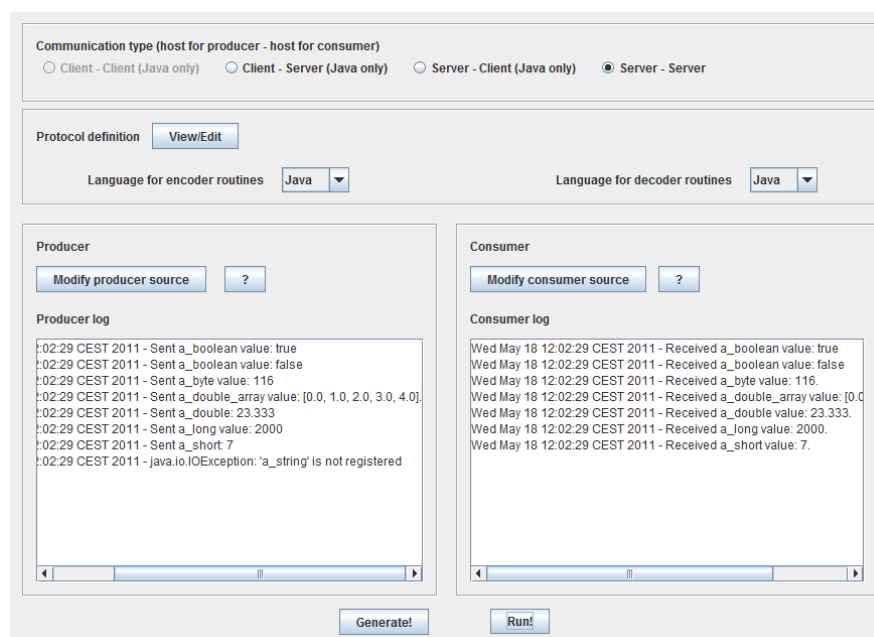 Communication type (host for producer - host for consumer)
Client - Client (Java only) Client - Server (Java only) Server - Client (Java only) Server - Server
Protocol definition View/Edit
Language for encoder routines Java Language for decoder routines Java
Producer
Modify producer source ?
Producer log
2:02:29 CEST 2011 - Sent a_boolean value: true
2:02:29 CEST 2011 - Sent a_boolean value: false
2:02:29 CEST 2011 - Sent a_byte value: 116
2:02:29 CEST 2011 - Sent a_double_array value: [0.0, 1.0, 2.0, 3.0, 4.0].
2:02:29 CEST 2011 - Sent a_double: 23.333
2:02:29 CEST 2011 - Sent a_long value: 2000
2:02:29 CEST 2011 - Sent a_short: 7
2:02:29 CEST 2011 - java.io.IOException: 'a_string' is not registered
Consumer
Modify consumer source ?
Consumer log
Wed May 18 12:02:29 CEST 2011 - Received a_boolean value: true
Wed May 18 12:02:29 CEST 2011 - Received a_boolean value: false
Wed May 18 12:02:29 CEST 2011 - Received a_byte value: 116.
Wed May 18 12:02:29 CEST 2011 - Received a_double_array value: [0.0
Wed May 18 12:02:29 CEST 2011 - Received a_double value: 23.333.
Wed May 18 12:02:29 CEST 2011 - Received a_long value: 2000.
Wed May 18 12:02:29 CEST 2011 - Received a_short value: 7.
Generate! Run!